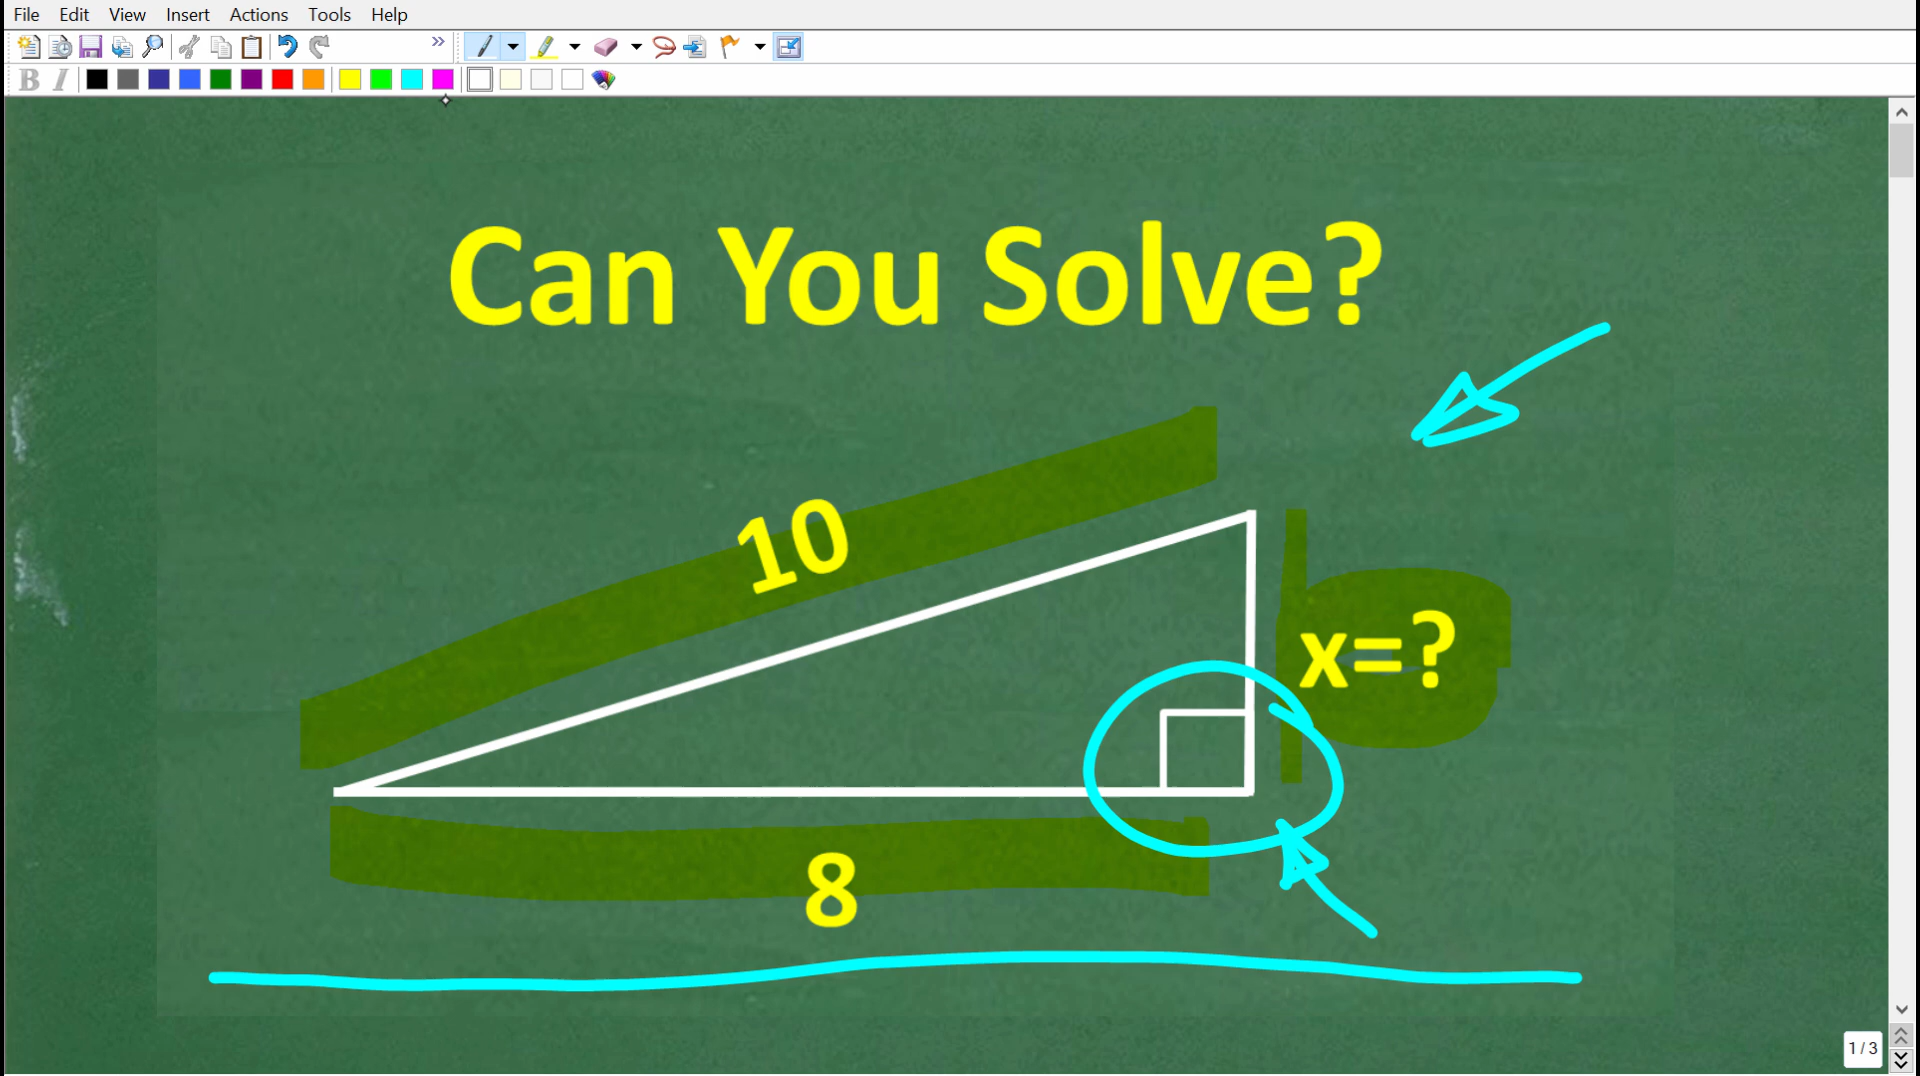 File Edit View Insert Actions Tools Help
B I
Can You Solve?
10
x=?
8
1 / 3